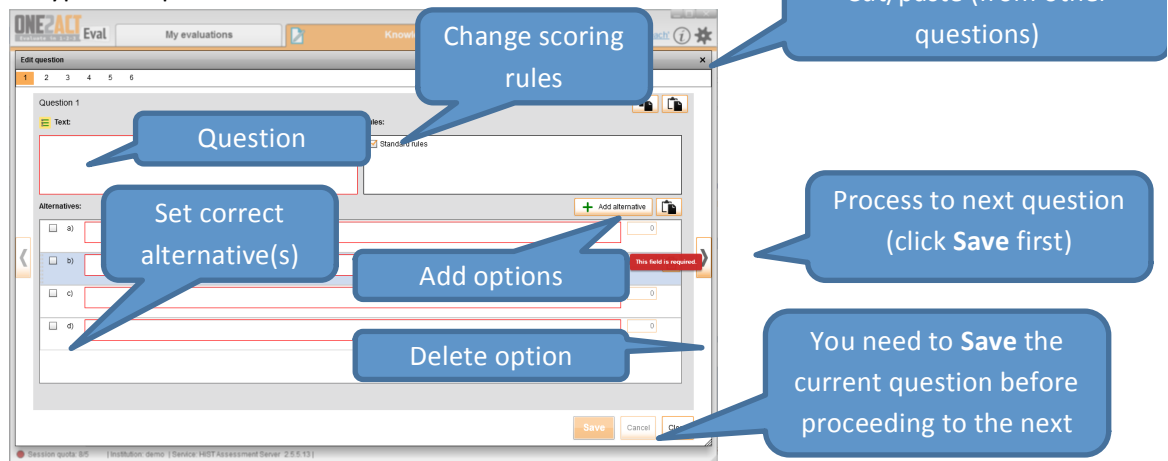 Cut/paste (from other
questions)
ONE2ACT Eval
My evaluations
Change scoring
rules
Edit question
1 2 3 4 5 6
Question 1
Text:
Question
Standard rules
Alternatives:
Set correct
alternative(s)
Add alternative
Process to next question
(click Save first)
a)
0
b)
This field is required.
Add options
c)
0
d)
0
Delete option
You need to Save the
current question before
proceeding to the next
Save
Cancel
Session quota: 8/5 | Institution: demo | Service: HiST Assessment Server 2.5.5.13 |